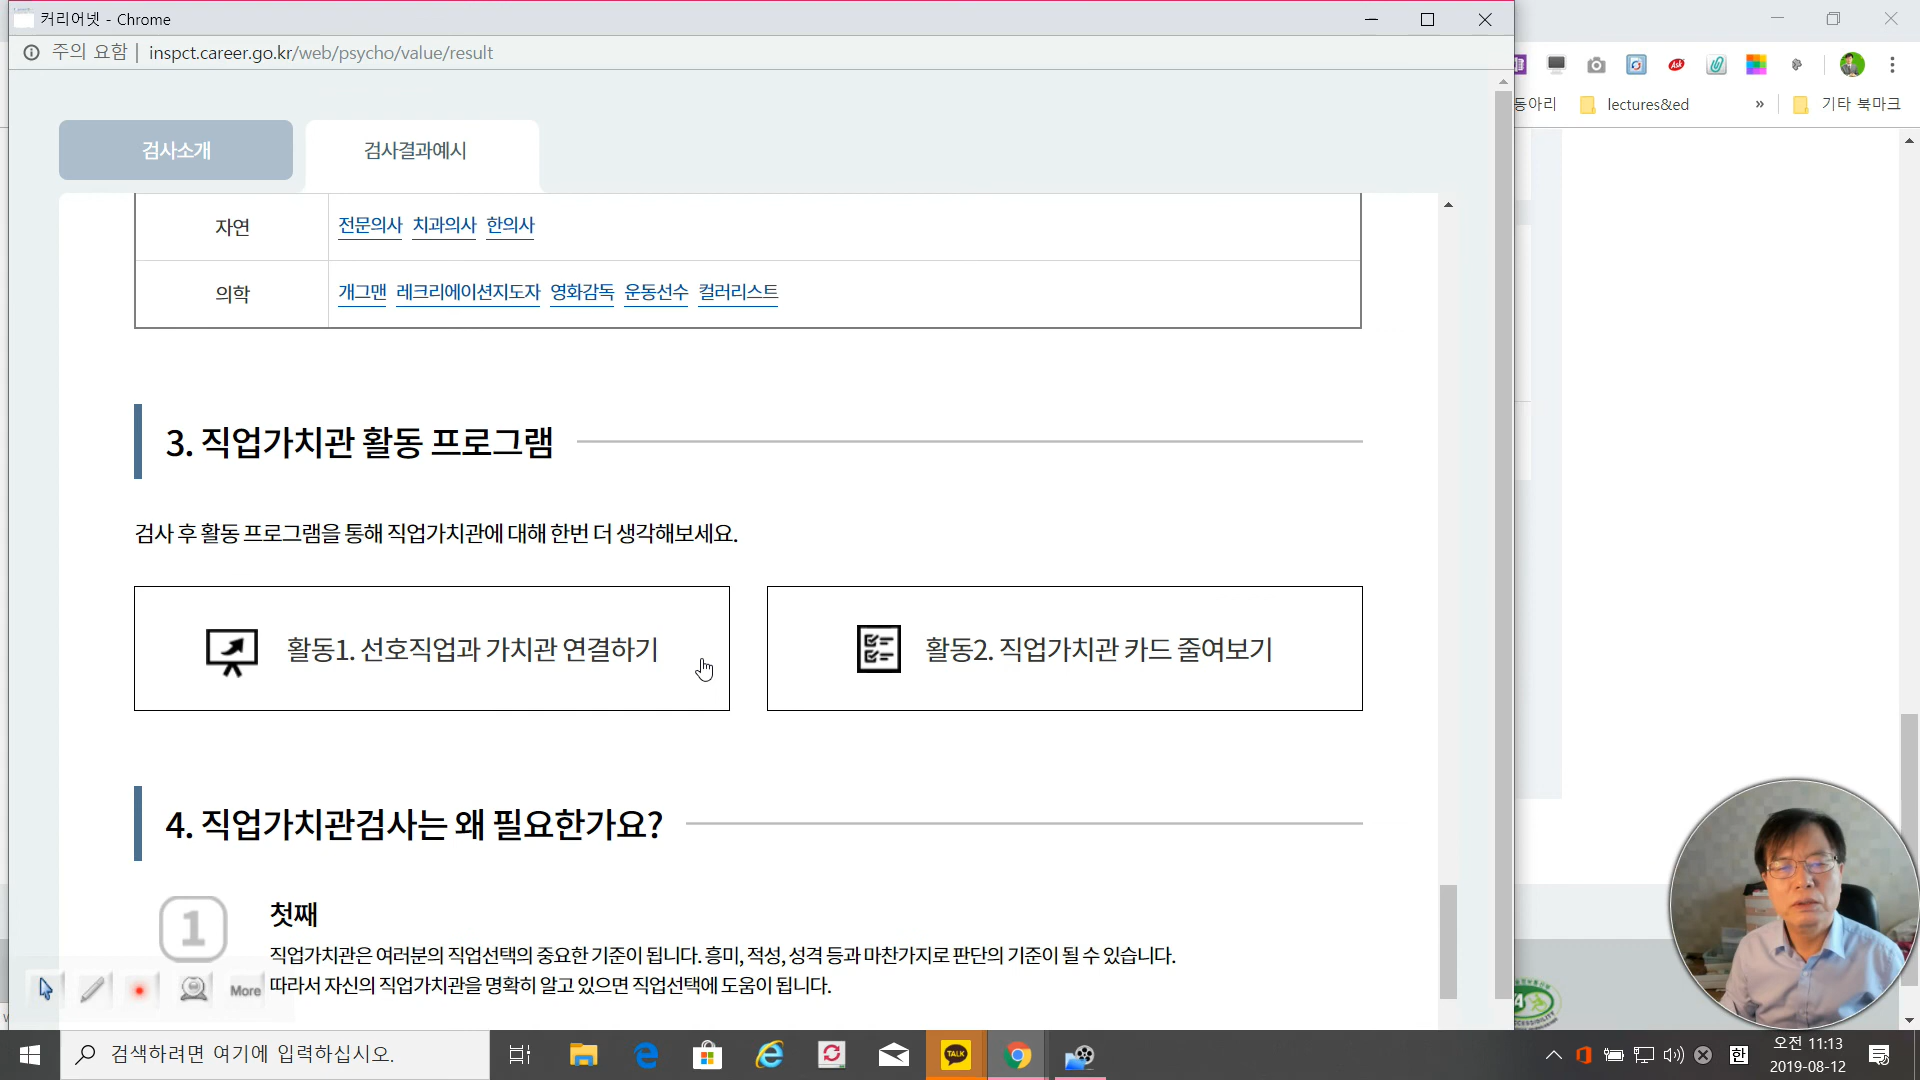 커리어넷 - Chrome
주의 요함 | inspct.career.go.kr/web/psycho/value/result
동아리 lectures&ed » 기타 북마크
검사소개 검사결과예시
자연 전문의사 치과의사 한의사
의학 개그맨 레크리에이션지도자 영화감독 운동선수 컬러리스트
3. 직업가치관 활동 프로그램
검사 후 활동 프로그램을 통해 직업가치관에 대해 한번 더 생각해보세요.
활동1. 선호직업과 가치관 연결하기 활동2. 직업가치관 카드 줄여보기
4. 직업가치관검사는 왜 필요한가요?
1 첫째
직업가치관은 여러분의 직업선택의 중요한 기준이 됩니다. 흥미, 적성, 성격 등과 마찬가지로 판단의 기준이 될 수 있습니다.
More 따라서 자신의 직업가치관을 명확히 알고 있으면 직업선택에 도움이 됩니다.
검색하려면 여기에 입력하십시오.
TALK
한
오전 11:13
2019-08-12